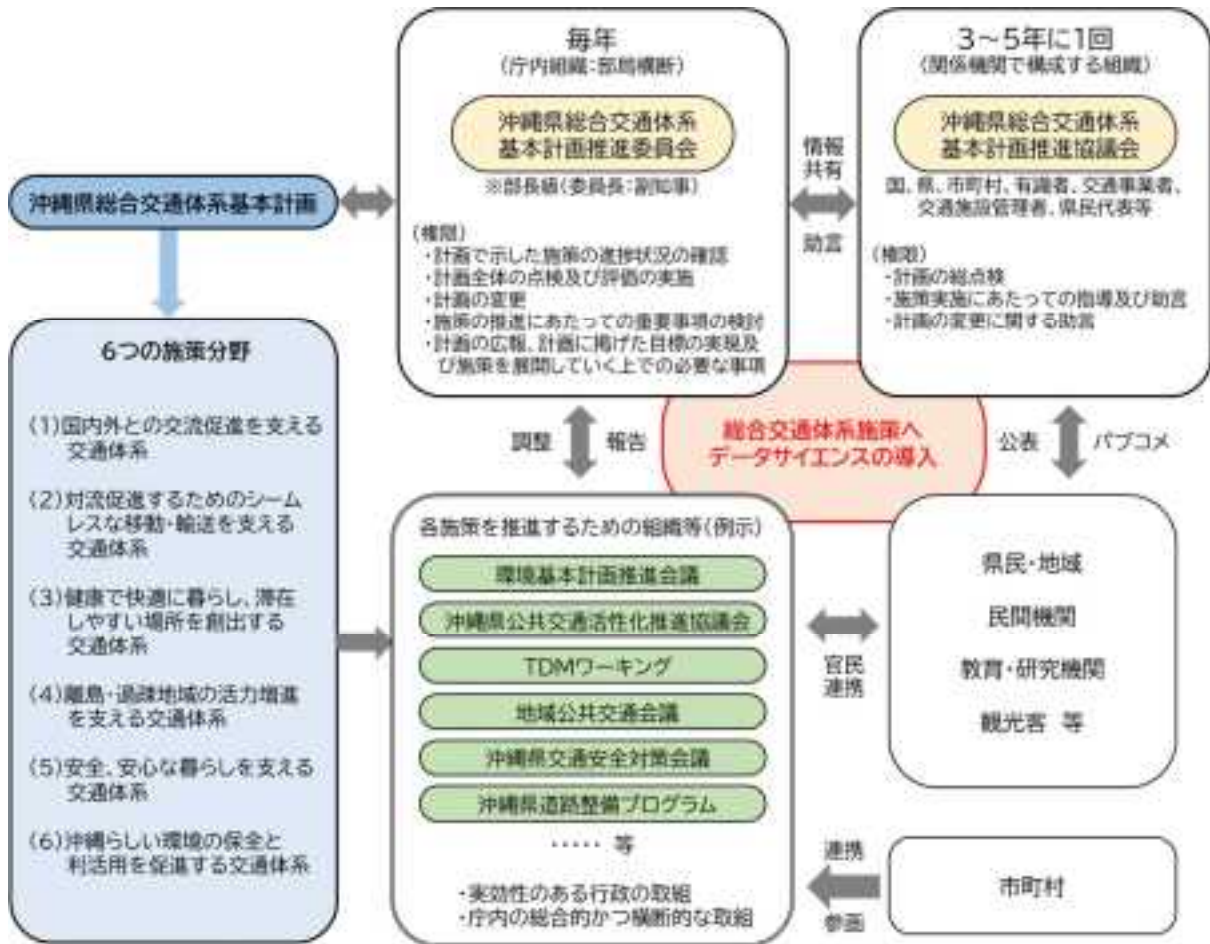 毎年
(庁内組織:部局横断)
沖縄県総合交通体系
基本計画推進委員会
※部長級(委員長:副知事)
(権限)
・計画で示した施策の進捗状況の確認
・計画全体の点検及び評価の実施
・計画の変更
・施策の推進にあたっての重要事項の検討
・計画の広報、計画に掲げた目標の実現及
び施策を展開していく上での必要な事項
情報
共有
助言
3～5年に1回
(関係機関で構成する組織)
沖縄県総合交通体系
基本計画推進協議会
国、県、市町村、有識者、交通事業者、
交通施設管理者、県民代表等
(権限)
・計画の総点検
・施策実施にあたっての指導及び助言
・計画の変更に関する助言
沖縄県総合交通体系基本計画
6つの施策分野
(1)国内外との交流促進を支える
交通体系
(2)対流促進するためのシーム
レスな移動・輸送を支える
交通体系
(3)健康で快適に暮らし、滞在
しやすい場所を創出する
交通体系
(4)離島・過疎地域の活力増進
を支える交通体系
(5)安全、安心な暮らしを支える
交通体系
(6)沖縄らしい環境の保全と
利活用を促進する交通体系
調整
報告
総合交通体系施策へ
データサイエンスの導入
公表
パブコメ
各施策を推進するための組織等(例示)
環境基本計画推進会議
沖縄県公共交通活性化推進協議会
TDMワーキング
地域公共交通会議
沖縄県交通安全対策会議
沖縄県道路整備プログラム
…… 等
・実効性のある行政の取組
・庁内の総合的かつ横断的な取組
官民
連携
県民・地域
民間機関
教育・研究機関
観光客 等
連携
参画
市町村